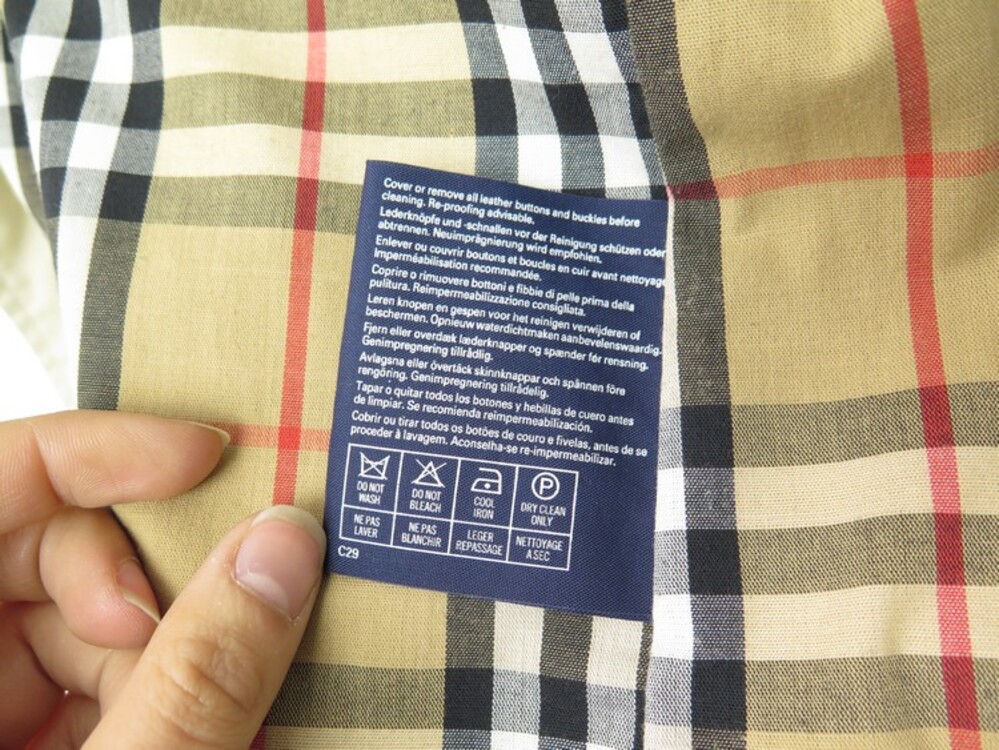 Cover or remove all leather buttons and buckles before
cleaning. Re-proofing advisable.
Lederknöpfe und -schnallen vor der Reinigung schützen oder
abtrennen. Neuimprägnierung wird empfohlen.
Enlever ou couvrir boutons et boucles en cuir avant nettoyage
Imperméabilisation recommandée.
Coprire o rimuovere bottoni e fibbie di pelle prima della
pulitura. Reimpermeabilizzazione consigliata.
Leren knopen en gespen voor het reinigen verwijderen of
beschermen. Opnieuw waterdichtmaken aanbevelenswaardig.
Fjern eller overdæk læderknapper og spænder før rensning.
Genimpregnering tillrådlig.
Avlagsna eller övertäck skinnknappar och spännen före
rengöring. Genimpregnering tillrådelig.
Tapar o quitar todos los botones y hebillas de cuero antes
de limpiar. Se recomienda reimpermeabilización.
Cobrir ou tirar todos os botões de couro e fivelas, antes de se
proceder à lavagem. Aconselha-se re-impermeabilizar.
P
DO NOT WASH
DO NOT BLEACH
COOL IRON
DRY CLEAN ONLY
NE PAS LAVER
NE PAS BLANCHIR
LEGER REPASSAGE
NETTOYAGE A SEC
C29